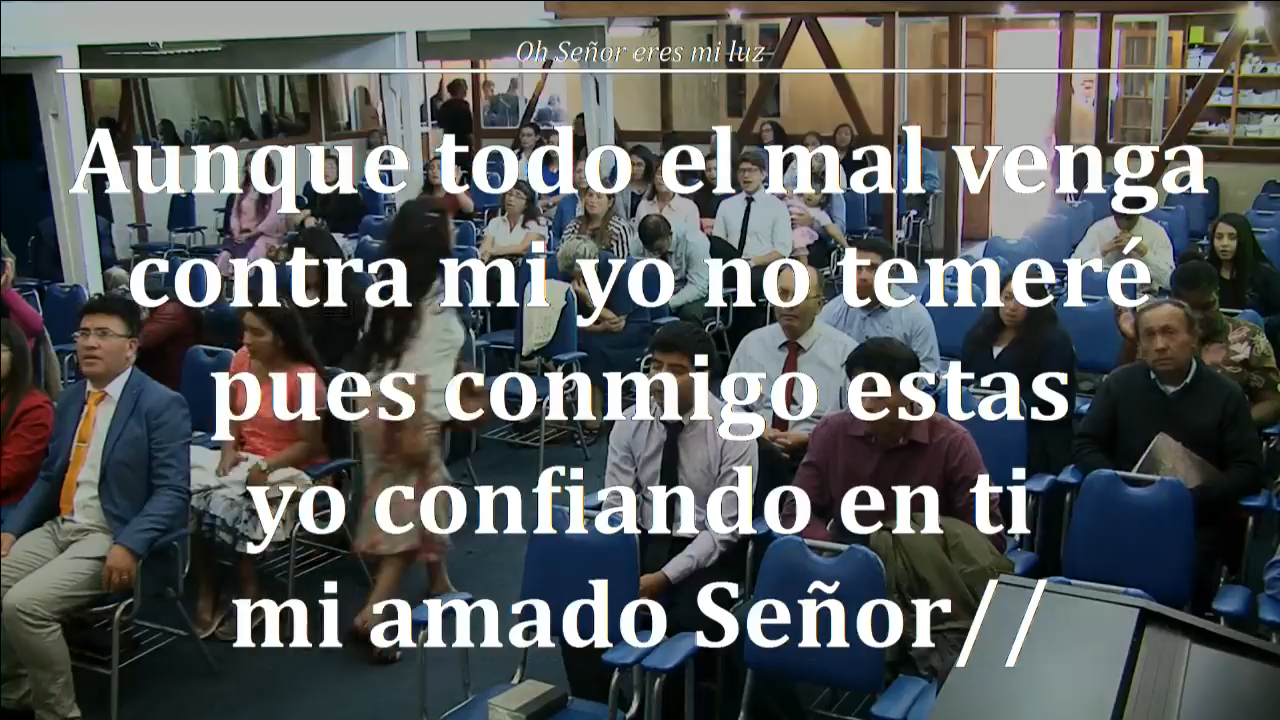 Oh Señor eres mi luz
Aunque todo el mal venga
contra mi yo no temeré
pues conmigo estas
yo confiando en ti
mi amado Señor//